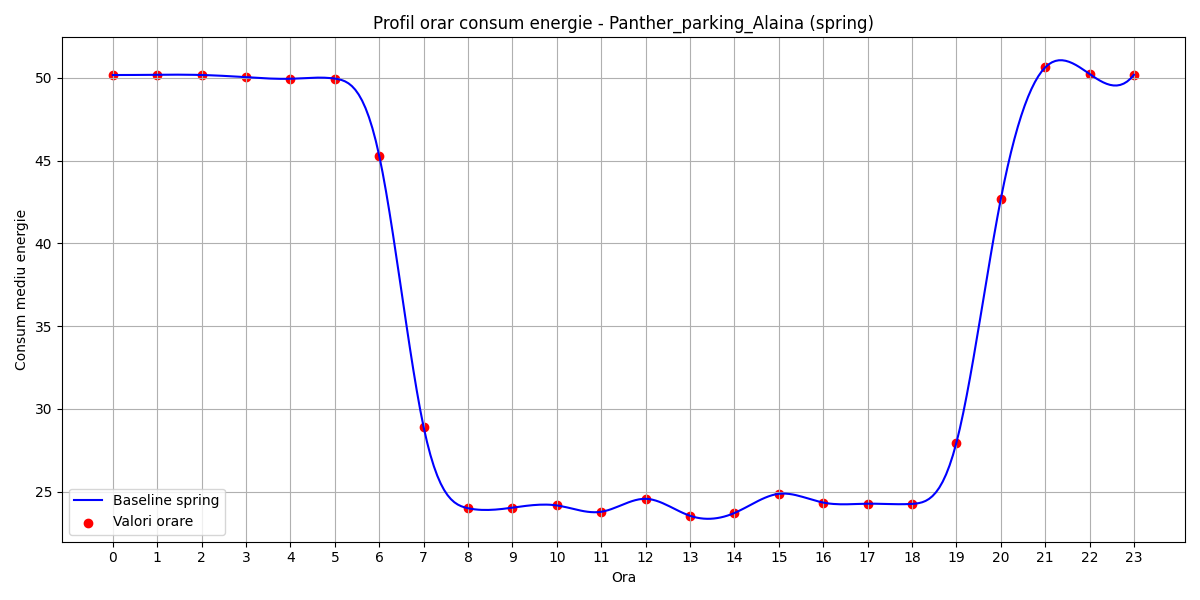 Profil orar consum energie - Panther_parking_Alaina (spring)
Consum mediu energie
50
45
40
35
30
25
Baseline spring
Valori orare
0 1 2 3 4 5 6 7 8 9 10 11 12 13 14 15 16 17 18 19 20 21 22 23
Ora